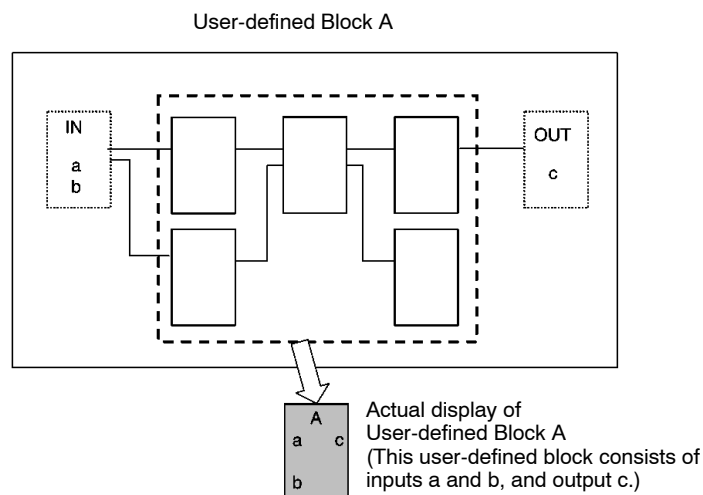 User-defined Block A
IN
a
b
OUT
c
A
a c
b
Actual display of
User-defined Block A
(This user-defined block consists of
inputs a and b, and output c.)